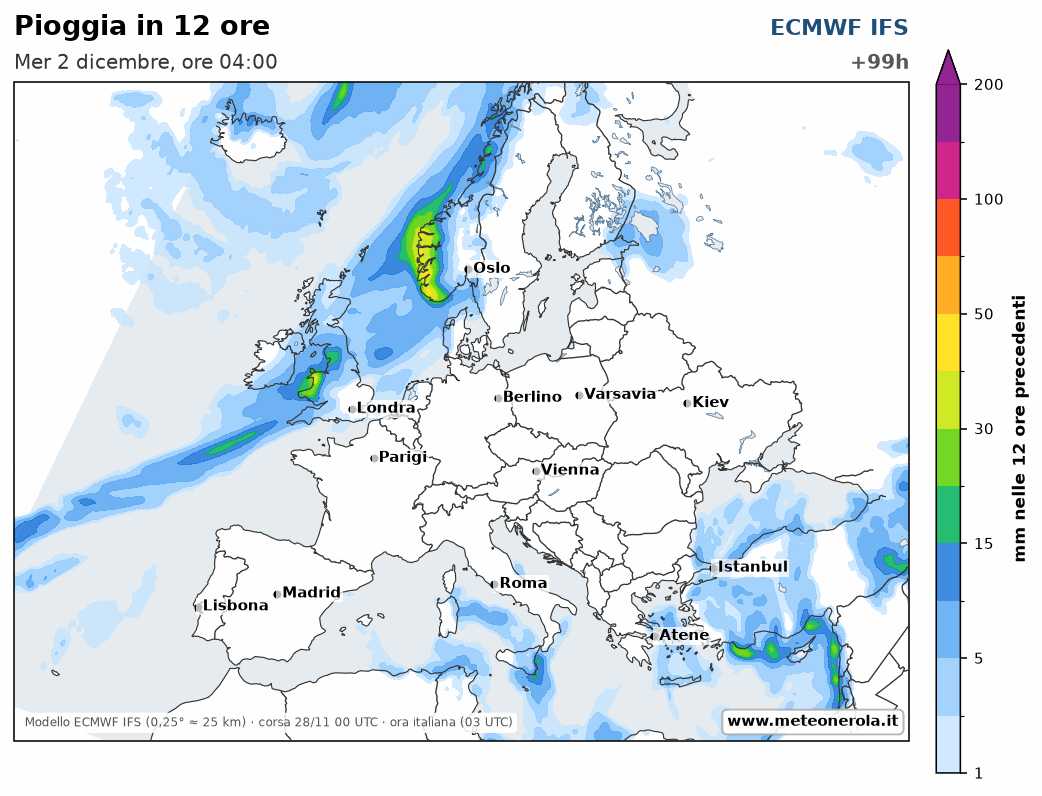 Pioggia in 12 ore
ECMWF IFS
Mer 2 dicembre, ore 04:00
+99h
200
100
50
30
15
5
1
mm nelle 12 ore precedenti
Oslo
Londra
Berlino
Varsavia
Kiev
Parigi
Vienna
Istanbul
Roma
Madrid
Lisbona
Atene
Modello ECMWF IFS (0,25° ≈ 25 km) · corsa 28/11 00 UTC · ora italiana (03 UTC)
www.meteonerola.it